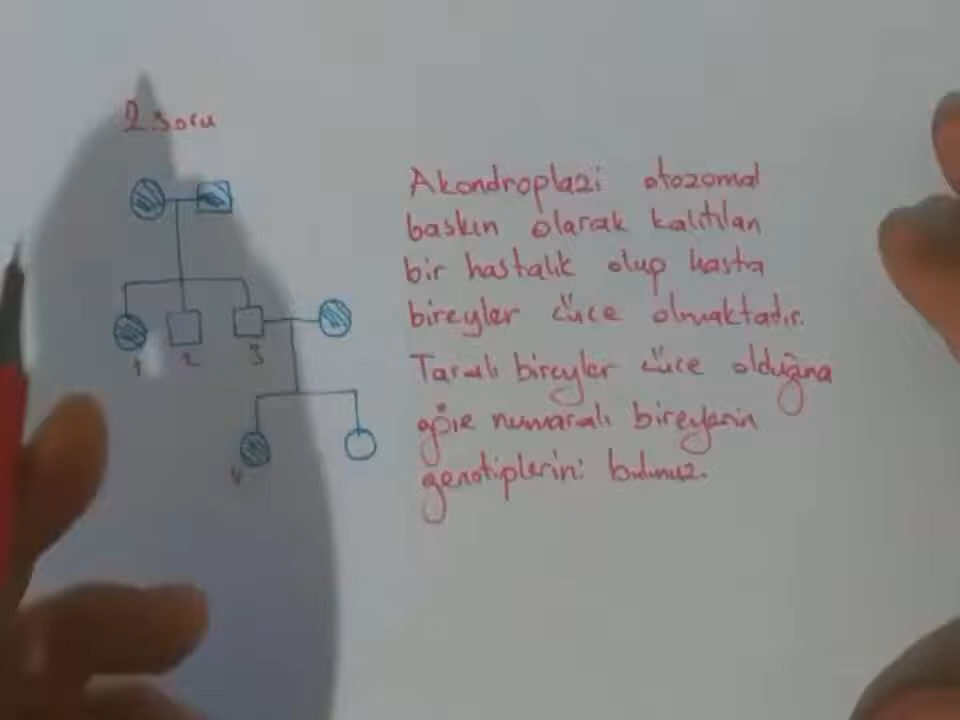 2. soru
Akondroplazi otozomal
baskın olarak kalıtılan
bir hastalık olup hasta
bireyler cüce olmaktadır.
Taralı bireyler cüce olduğuna
göre numaralı bireylerin
genotiplerini bulunuz.
1 2 3
4